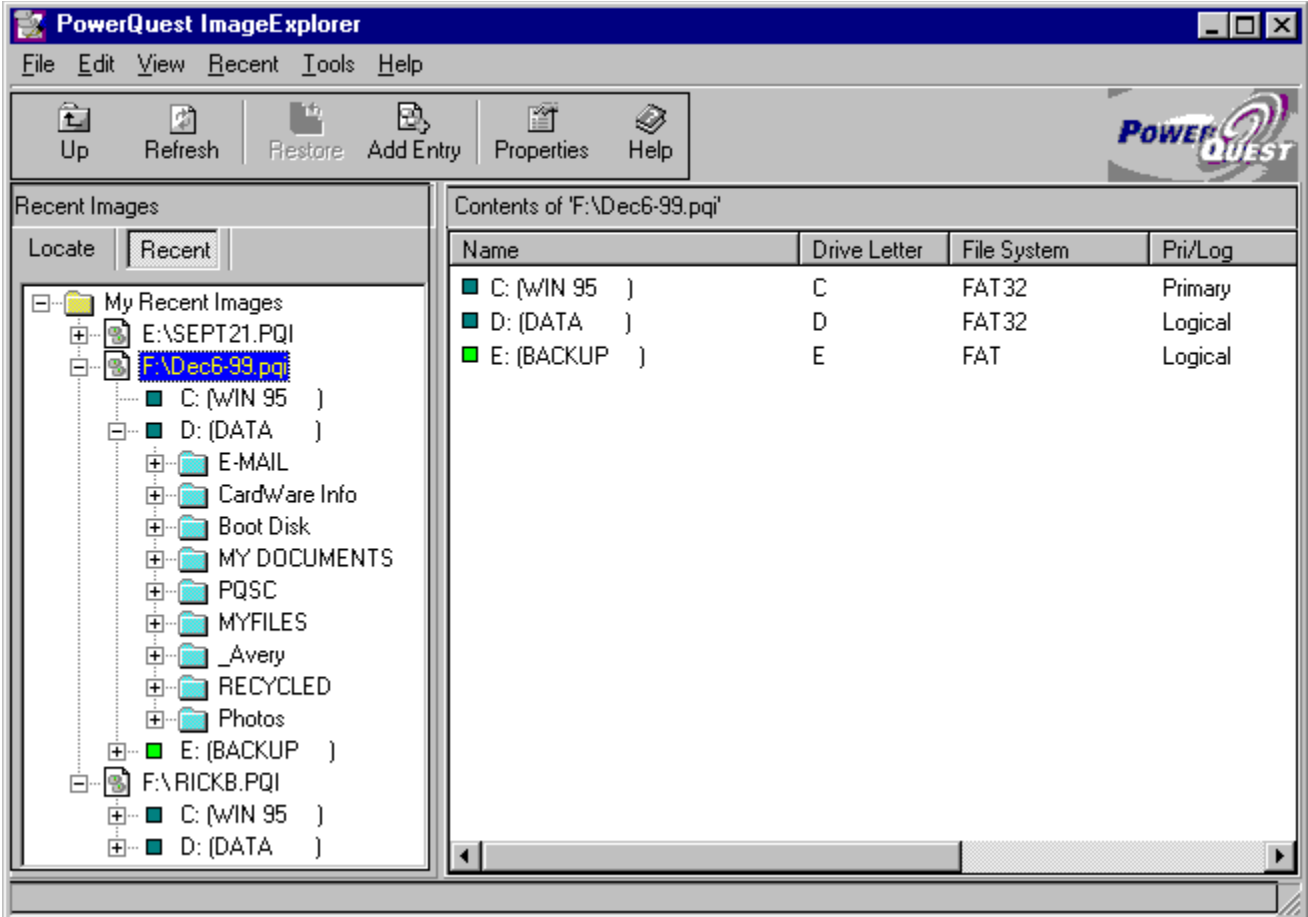 PowerQuest ImageExplorer
File Edit View Recent Tools Help
Up Refresh Restore Add Entry Properties Help
POWERQUEST
Recent Images
Locate Recent
My Recent Images
E:\SEPT21.PQI
F:\Dec6-99.pqi
C: (WIN 95 )
D: (DATA )
E-MAIL
CardWare Info
Boot Disk
MY DOCUMENTS
PQSC
MYFILES
_Avery
RECYCLED
Photos
E: (BACKUP )
F:\RICKB.PQI
C: (WIN 95 )
D: (DATA )
Contents of 'F:\Dec6-99.pqi'
Name Drive Letter File System Pri/Log
C: (WIN 95 ) C FAT32 Primary
D: (DATA ) D FAT32 Logical
E: (BACKUP ) E FAT Logical